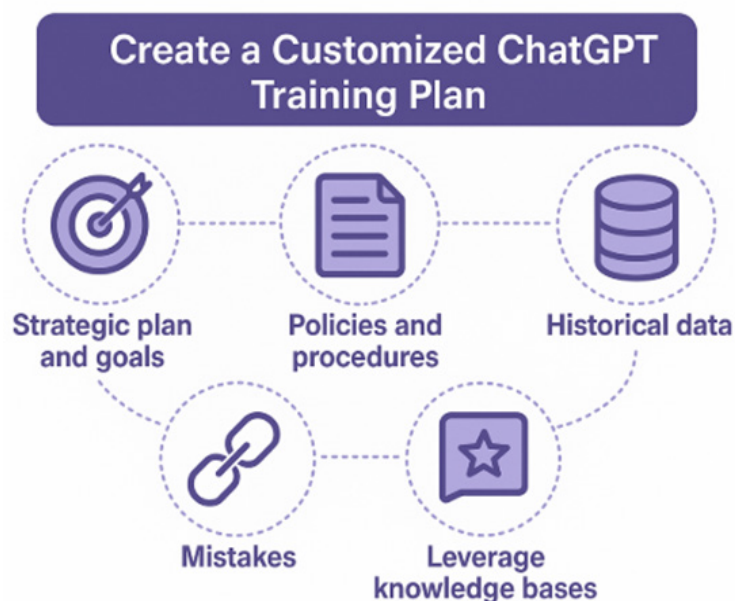 Create a Customized ChatGPT
Training Plan
Strategic plan
and goals
Policies and
procedures
Historical data
Mistakes
Leverage
knowledge bases